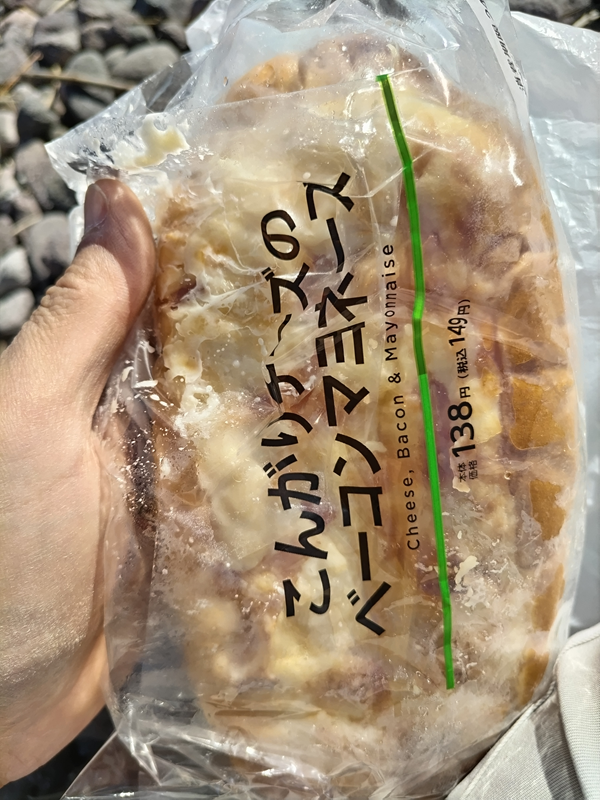 こんがりチーズの
ベーコンマヨネース
Cheese, Bacon & Mayonnaise
本体価格 138円 (税込 149円)